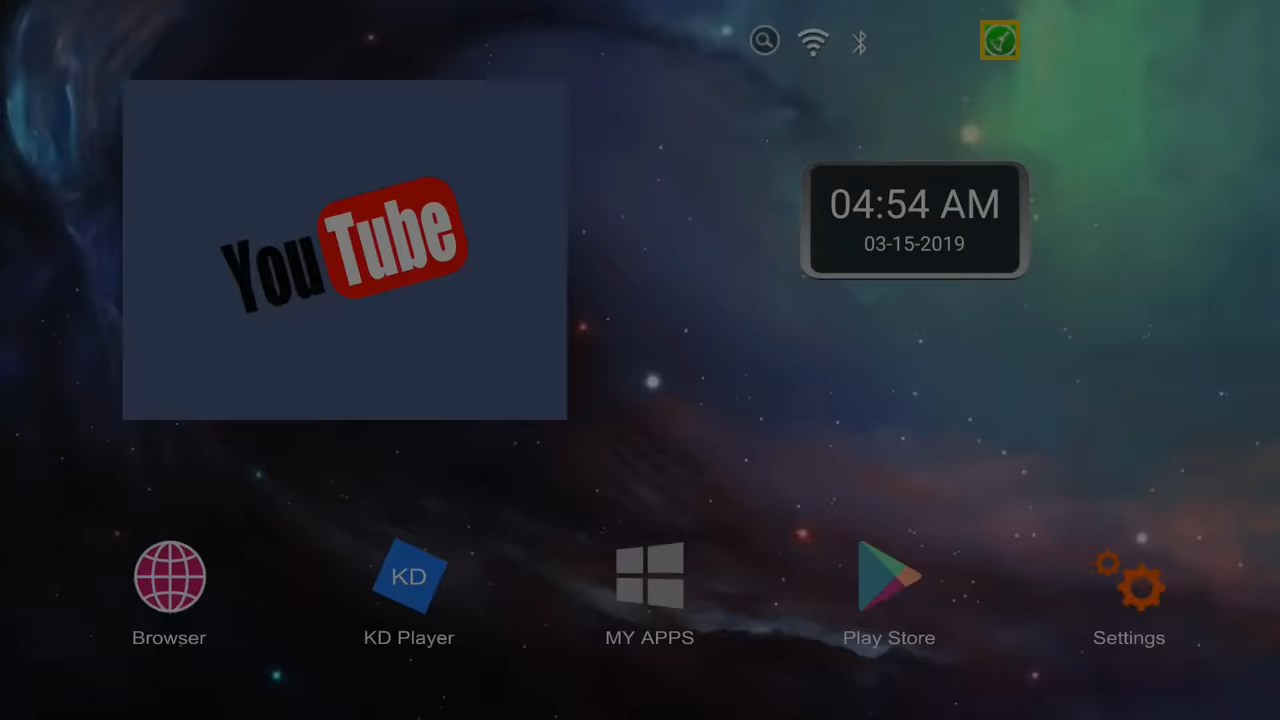 YouTube
04:54 AM
03-15-2019
KD
Browser
KD Player
MY APPS
Play Store
Settings